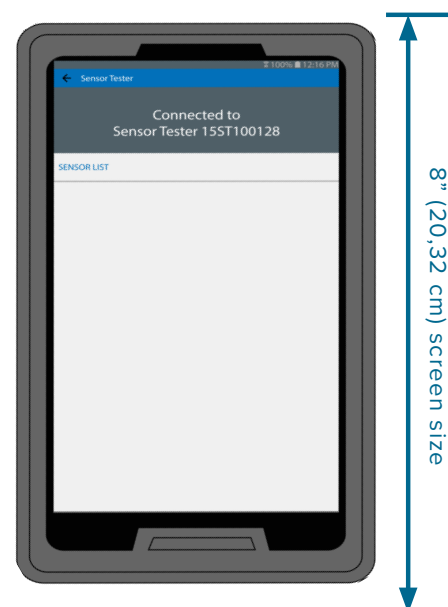 100% 12:16 PM
Sensor Tester
Connected to
Sensor Tester 15ST100128
SENSOR LIST
8” (20,32 cm) screen size